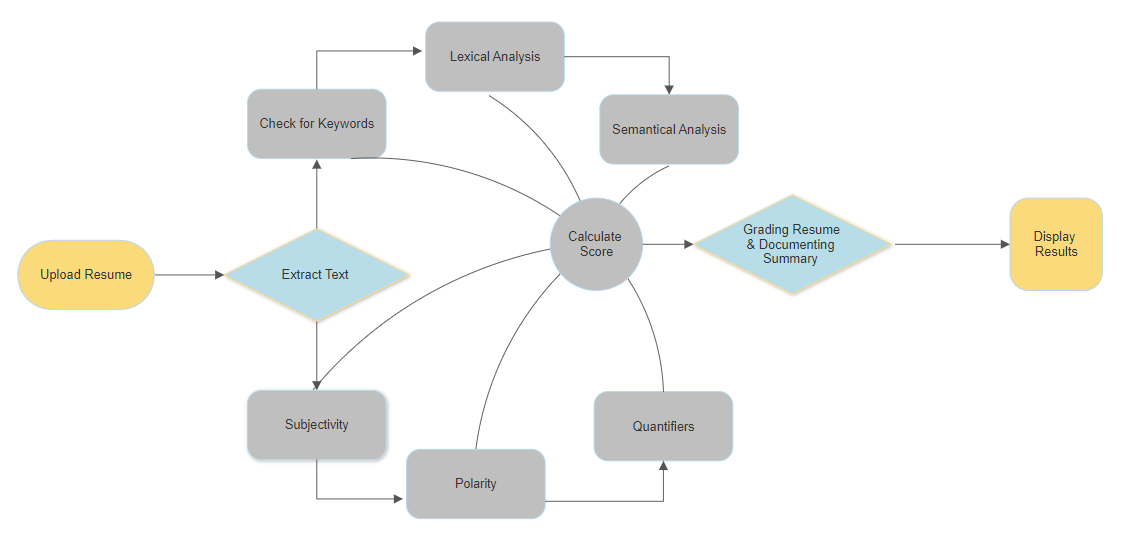 Lexical Analysis
Check for Keywords
Semantical Analysis
Upload Resume
Extract Text
Calculate
Score
Grading Resume
& Documenting
Summary
Display
Results
Subjectivity
Polarity
Quantifiers